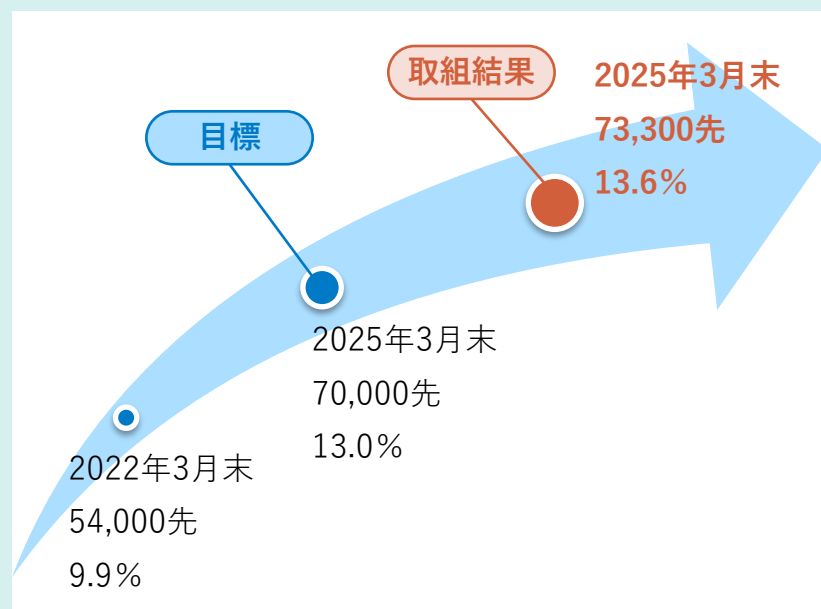 取組結果
2025年3月末
73,300先
13.6%
目標
2025年3月末
70,000先
13.0%
2022年3月末
54,000先
9.9%